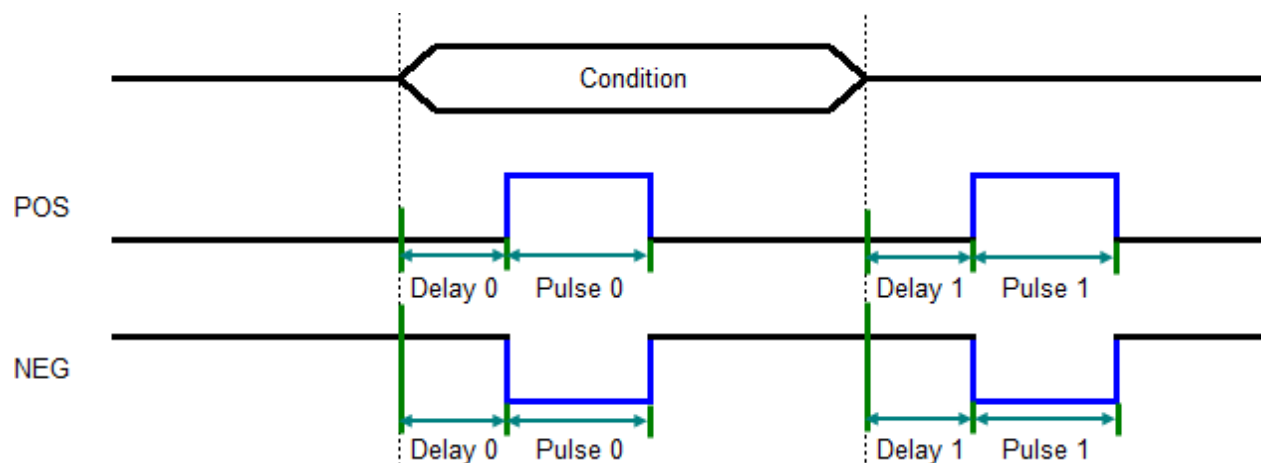 Condition
POS
Delay 0 Pulse 0 Delay 1 Pulse 1
NEG
Delay 0 Pulse 0 Delay 1 Pulse 1